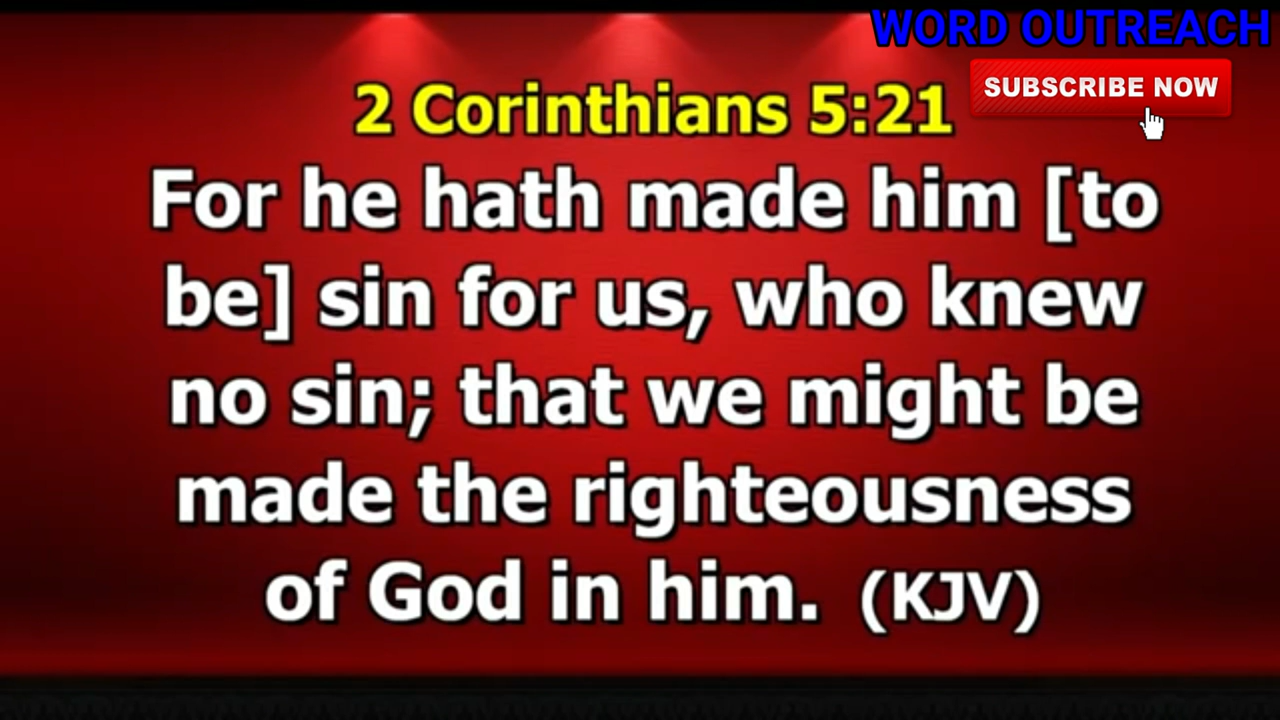 WORD OUTREACH
SUBSCRIBE NOW
2 Corinthians 5:21
For he hath made him [to
be] sin for us, who knew
no sin; that we might be
made the righteousness
of God in him. (KJV)